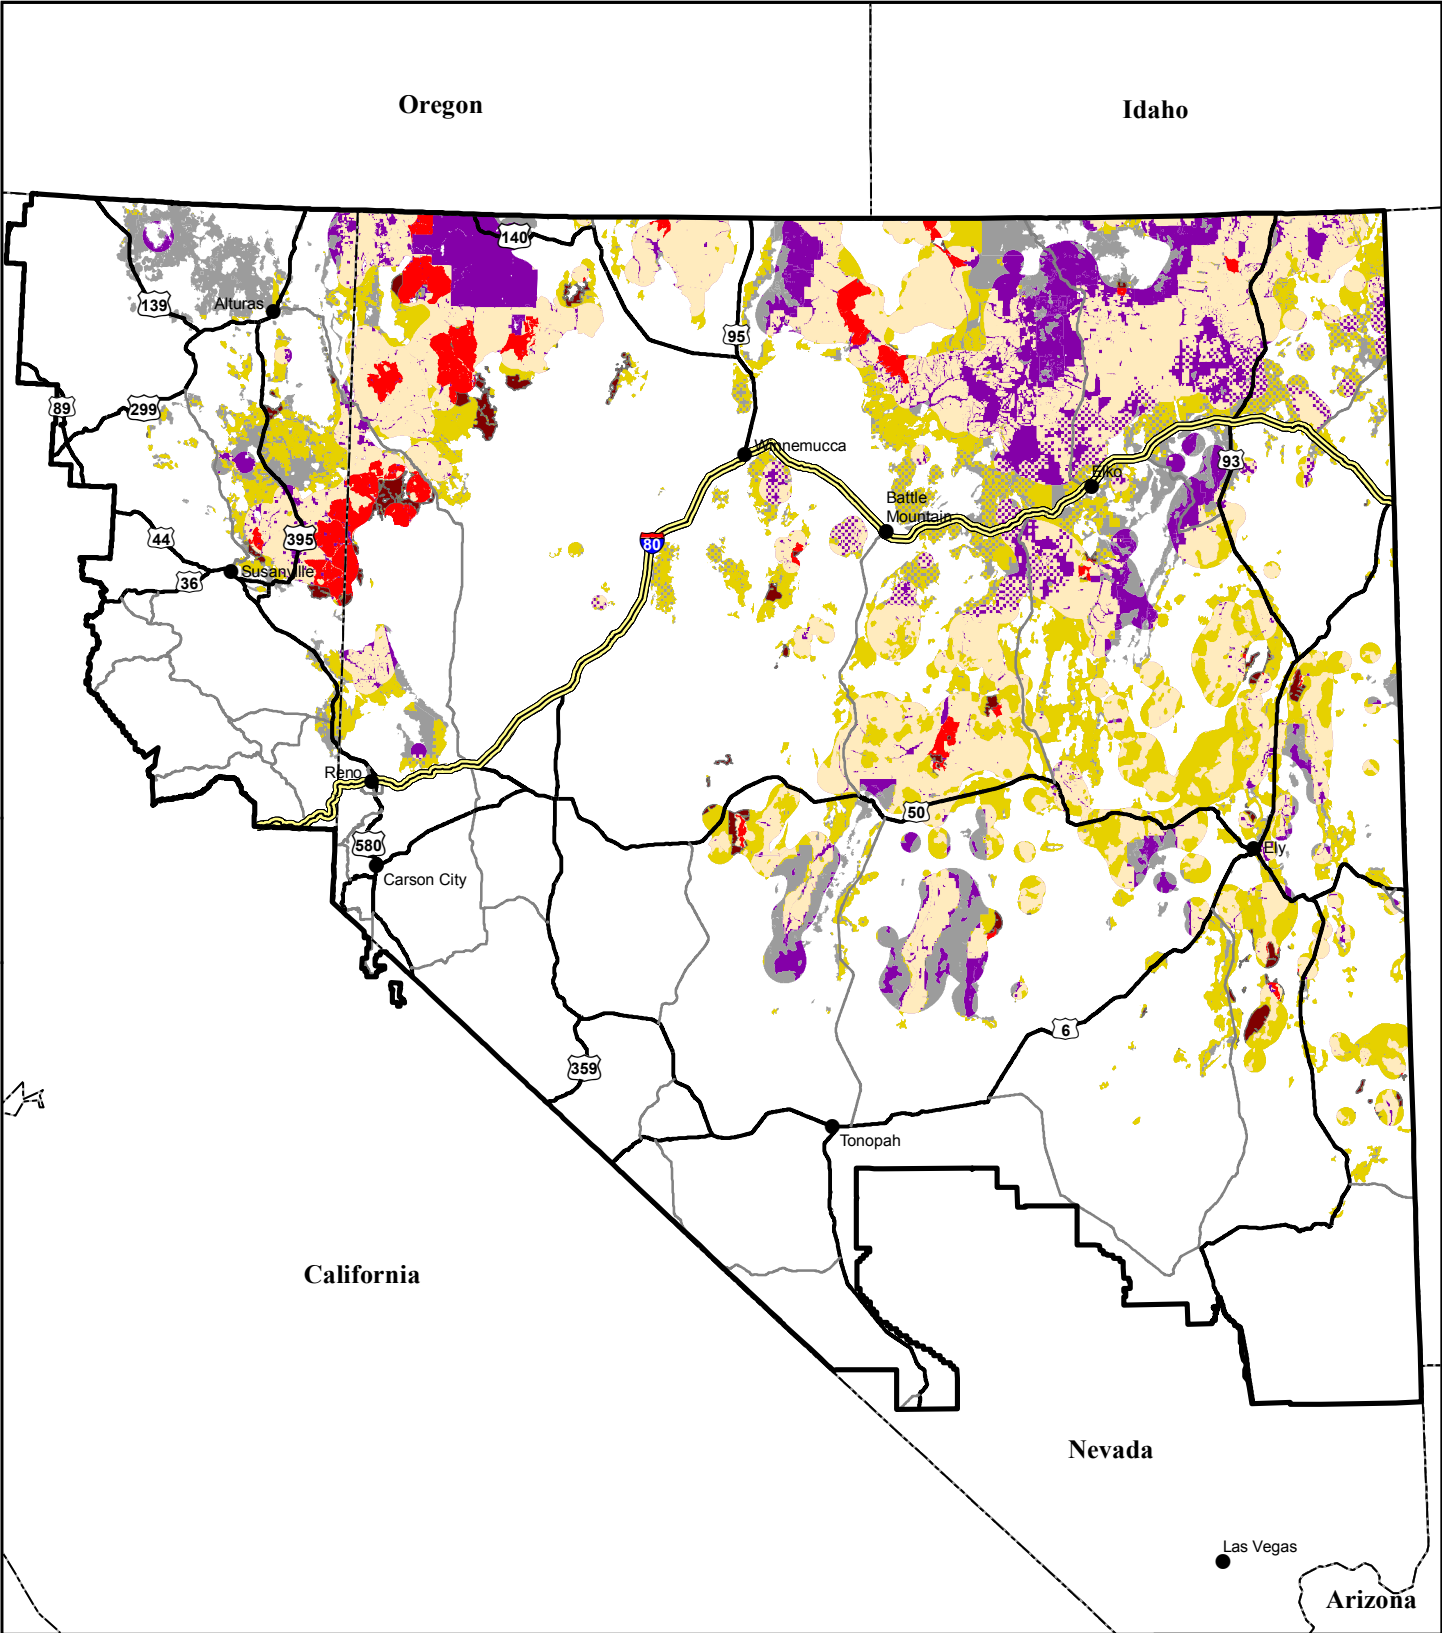 Oregon
Idaho
140
139
Alturas
95
89
299
Winnemucca
93
Elko
Battle
Mountain
44
395
80
Susanville
36
Reno
50
580
Ely
Carson City
6
359
Tonopah
California
Nevada
Las Vegas
Arizona